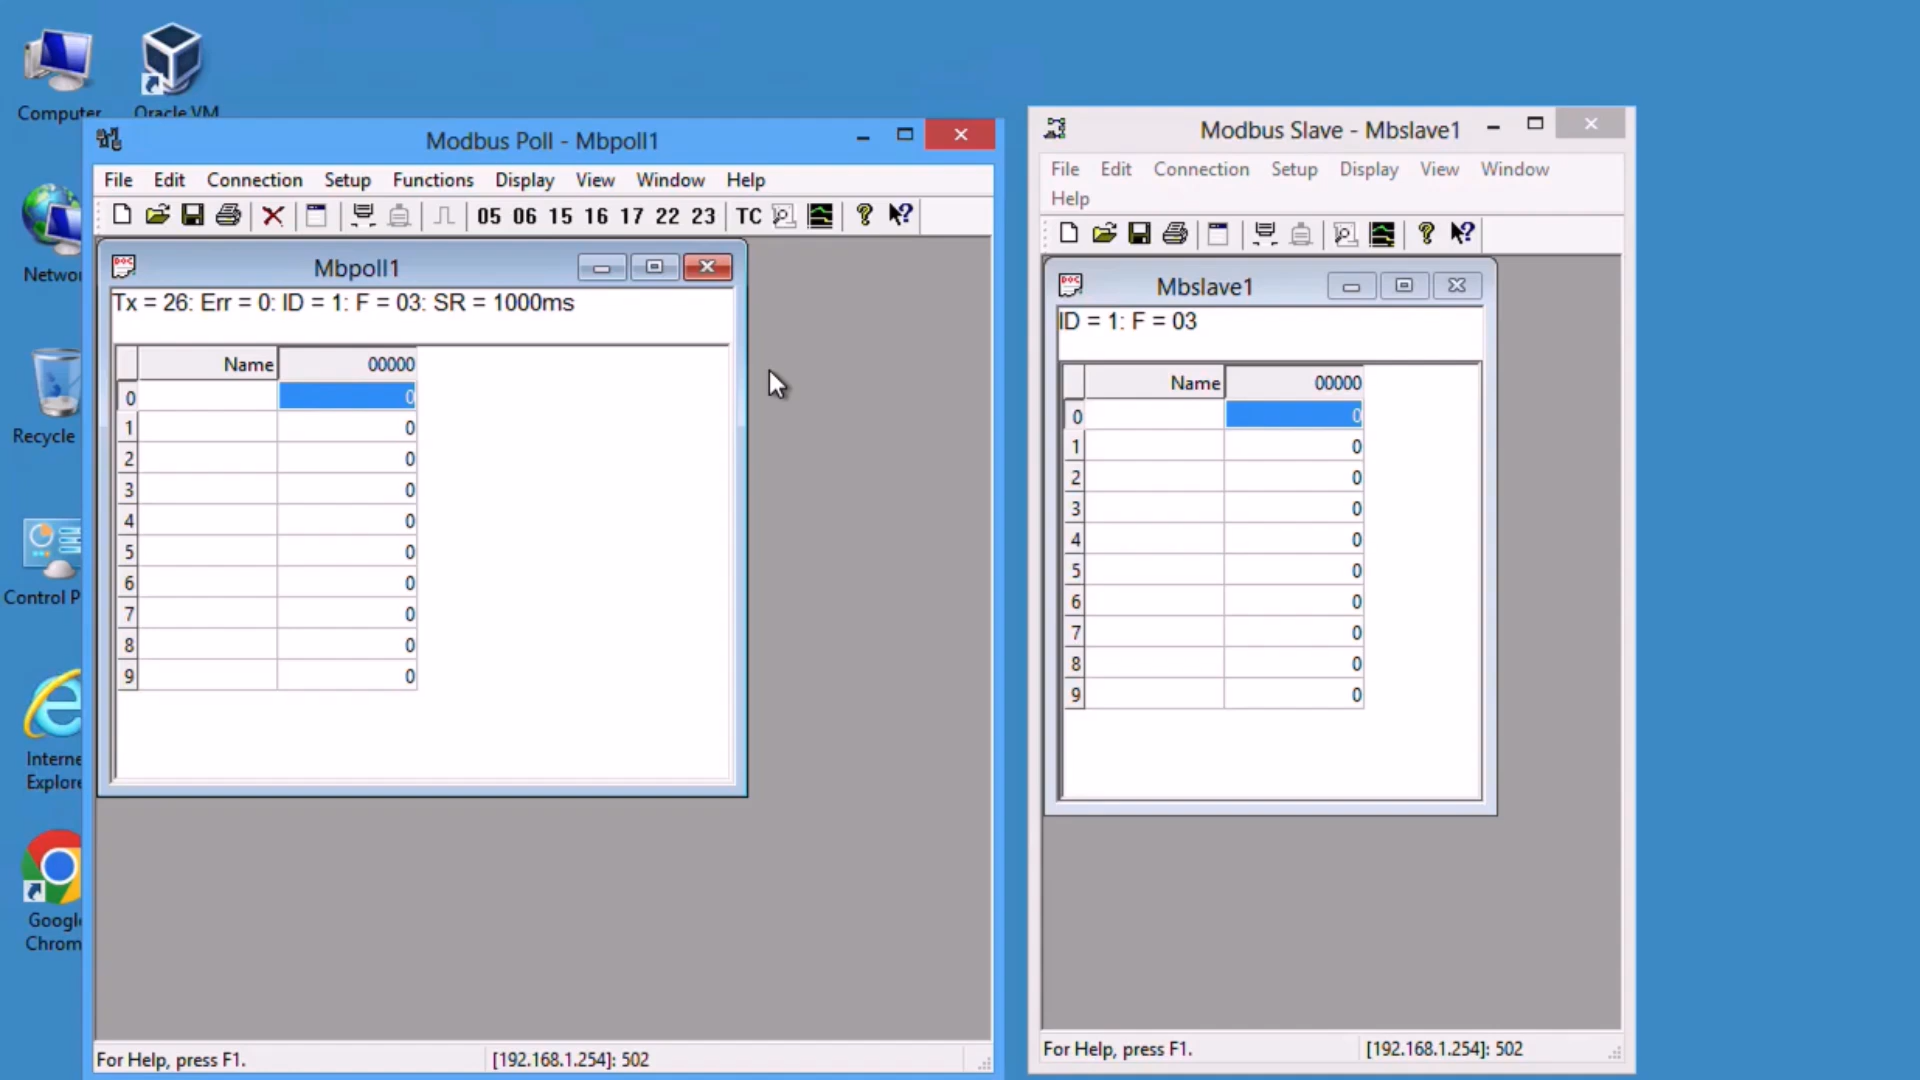 Computer
Oracle VM
Networ
Recycle
Control P
Interne
Explore
Google
Chrom
Modbus Poll - Mbpoll1
File Edit Connection Setup Functions Display View Window Help
05 06 15 16 17 22 23 TC
Mbpoll1
Tx = 26: Err = 0: ID = 1: F = 03: SR = 1000ms
Name 00000
0 0
1 0
2 0
3 0
4 0
5 0
6 0
7 0
8 0
9 0
For Help, press F1. [192.168.1.254]: 502
Modbus Slave - Mbslave1
File Edit Connection Setup Display View Window
Help
Mbslave1
ID = 1: F = 03
Name 00000
0 0
1 0
2 0
3 0
4 0
5 0
6 0
7 0
8 0
9 0
For Help, press F1. [192.168.1.254]: 502